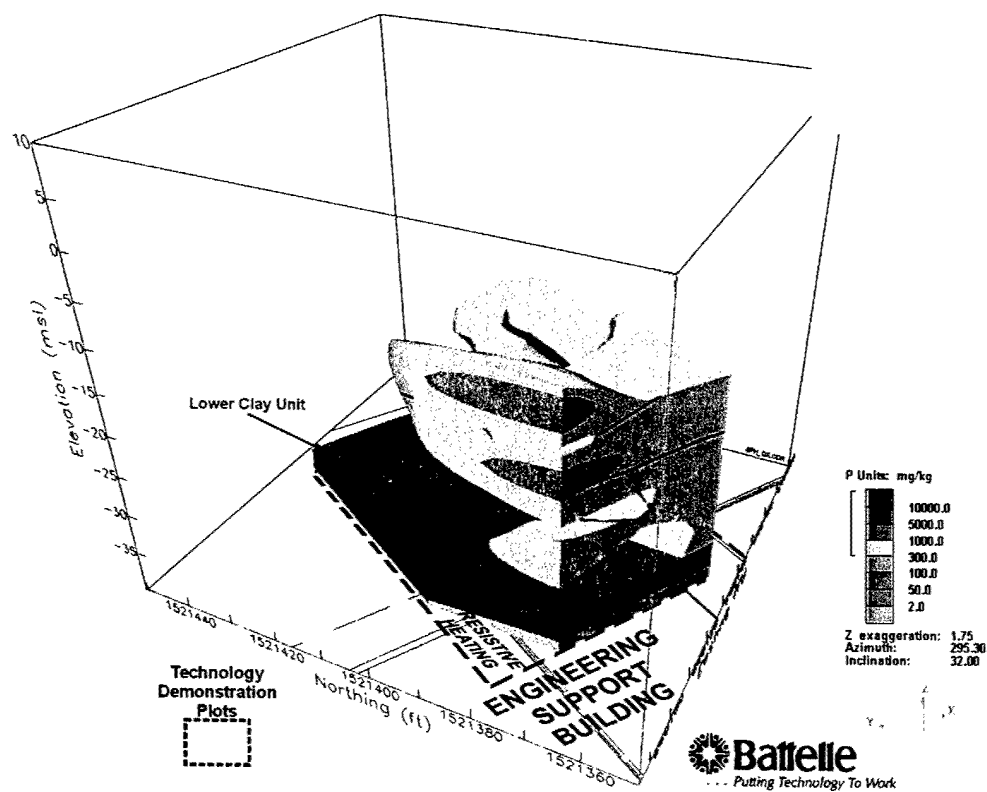 10
5
0
-5
-10
-15
-20
-25
-30
-35
Elevation (msl)
Lower Clay Unit
P Units: mg/kg
10000.0
5000.0
1000.0
300.0
100.0
50.0
2.0
Z exaggeration: 1.75
Azimuth: 295.30
Inclination: 32.00
RESISTIVE
HEATING
ENGINEERING
SUPPORT
BUILDING
1521440
1521420
1521400
1521380
1521360
Northing (ft)
Technology
Demonstration
Plots
Z
Y
X
Battelle
... Putting Technology To Work